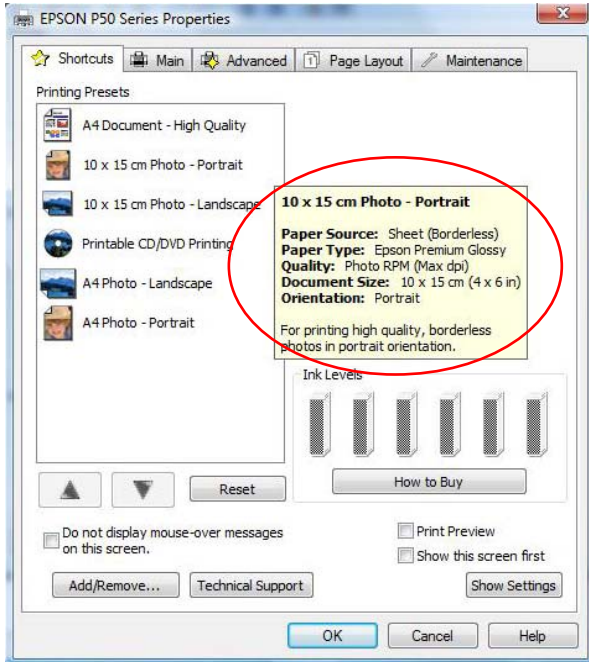 EPSON P50 Series Properties
Shortcuts
Main
Advanced
Page Layout
Maintenance
Printing Presets
A4 Document - High Quality
10 x 15 cm Photo - Portrait
10 x 15 cm Photo - Landscape
Printable CD/DVD Printing
A4 Photo - Landscape
A4 Photo - Portrait
10 x 15 cm Photo - Portrait
Paper Source: Sheet (Borderless)
Paper Type: Epson Premium Glossy
Quality: Photo RPM (Max dpi)
Document Size: 10 x 15 cm (4 x 6 in)
Orientation: Portrait
For printing high quality, borderless
photos in portrait orientation.
Ink Levels
Reset
How to Buy
Do not display mouse-over messages
on this screen.
Print Preview
Show this screen first
Add/Remove...
Technical Support
Show Settings
OK
Cancel
Help